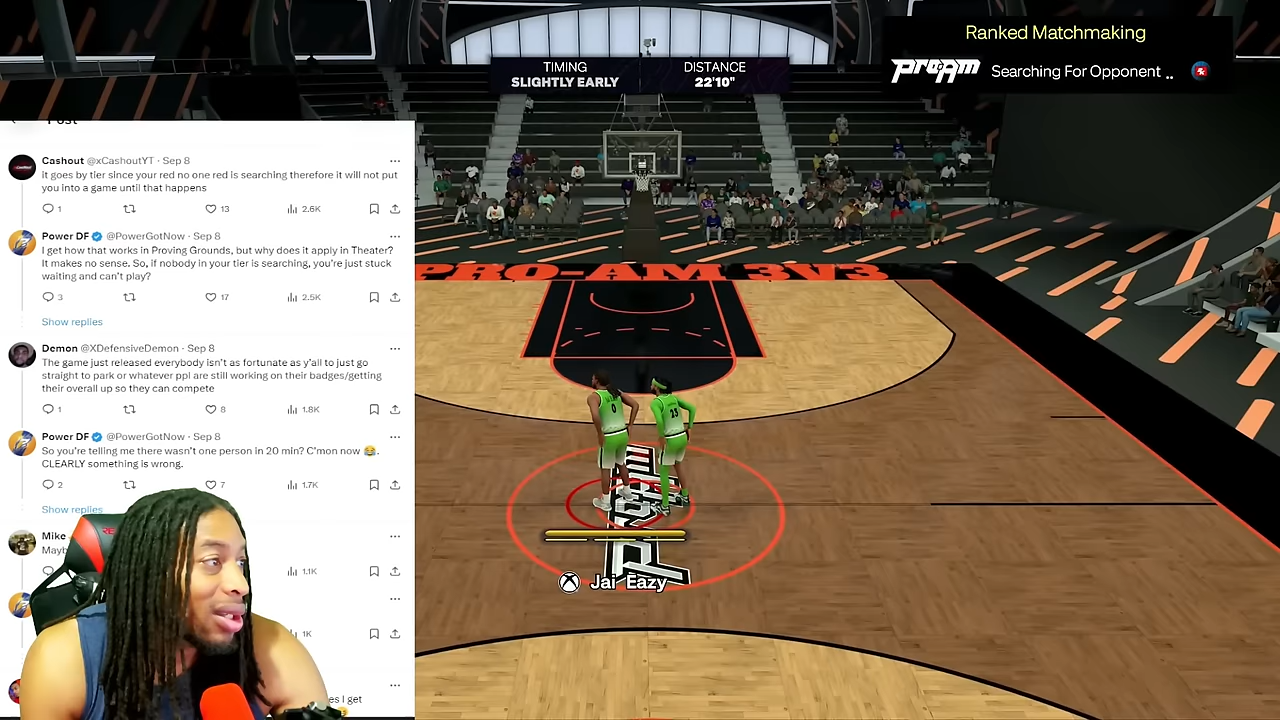 Ranked Matchmaking
PRO-AM Searching For Opponent ..
TIMING
SLIGHTLY EARLY
DISTANCE
22'10"
Post
Cashout @xCashoutYT · Sep 8
it goes by tier since your red no one red is searching therefore it will not put
you into a game until that happens
1 13 2.6K
Power DF @PowerGotNow · Sep 8
I get how that works in Proving Grounds, but why does it apply in Theater?
It makes no sense. So, if nobody in your tier is searching, you're just stuck
waiting and can't play?
3 17 2.5K
Show replies
Demon @XDefensiveDemon · Sep 8
The game just released everybody isn't as fortunate as y'all to just go
straight to park or whatever ppl are still working on their badges/getting
their overall up so they can compete
1 8 1.8K
Power DF @PowerGotNow · Sep 8
So you're telling me there wasn't one person in 20 min? C'mon now 😂.
CLEARLY something is wrong.
2 7 1.7K
Show replies
Mike
Mayb
1.1K
1K
es I get
PRO-AM 3V3
0
23
Jai Eazy